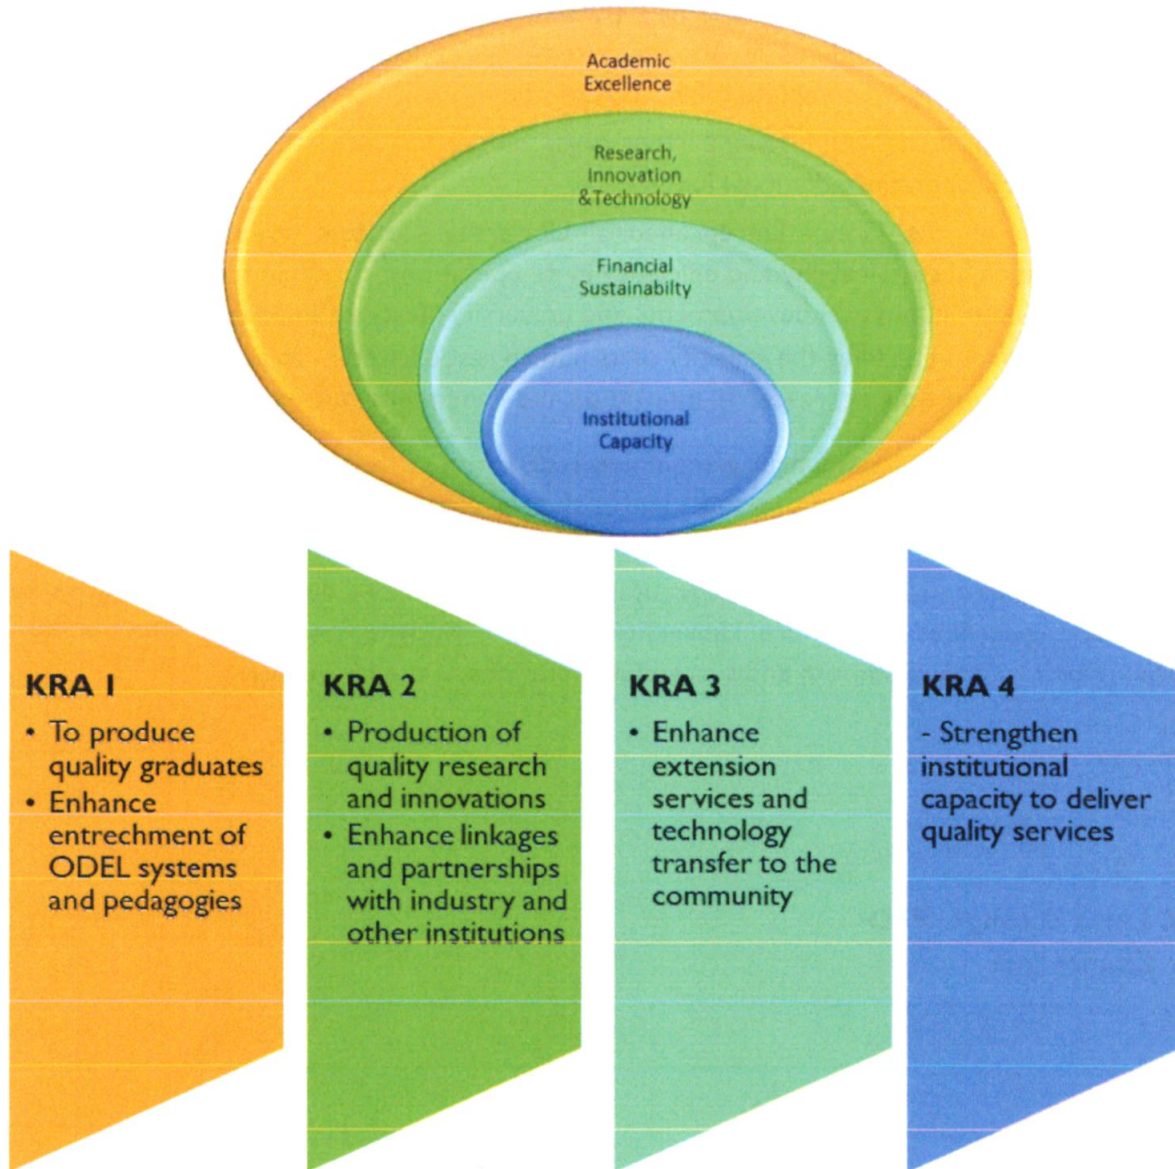 Academic
Excellence
Research,
Innovation
&Technology
Financial
Sustainabilty
Institutional
Capacity
KRA 1
• To produce
quality graduates
• Enhance
entrechment of
ODEL systems
and pedagogies
KRA 2
• Production of
quality research
and innovations
• Enhance linkages
and partnerships
with industry and
other institutions
KRA 3
• Enhance
extension
services and
technology
transfer to the
community
KRA 4
- Strengthen
institutional
capacity to deliver
quality services